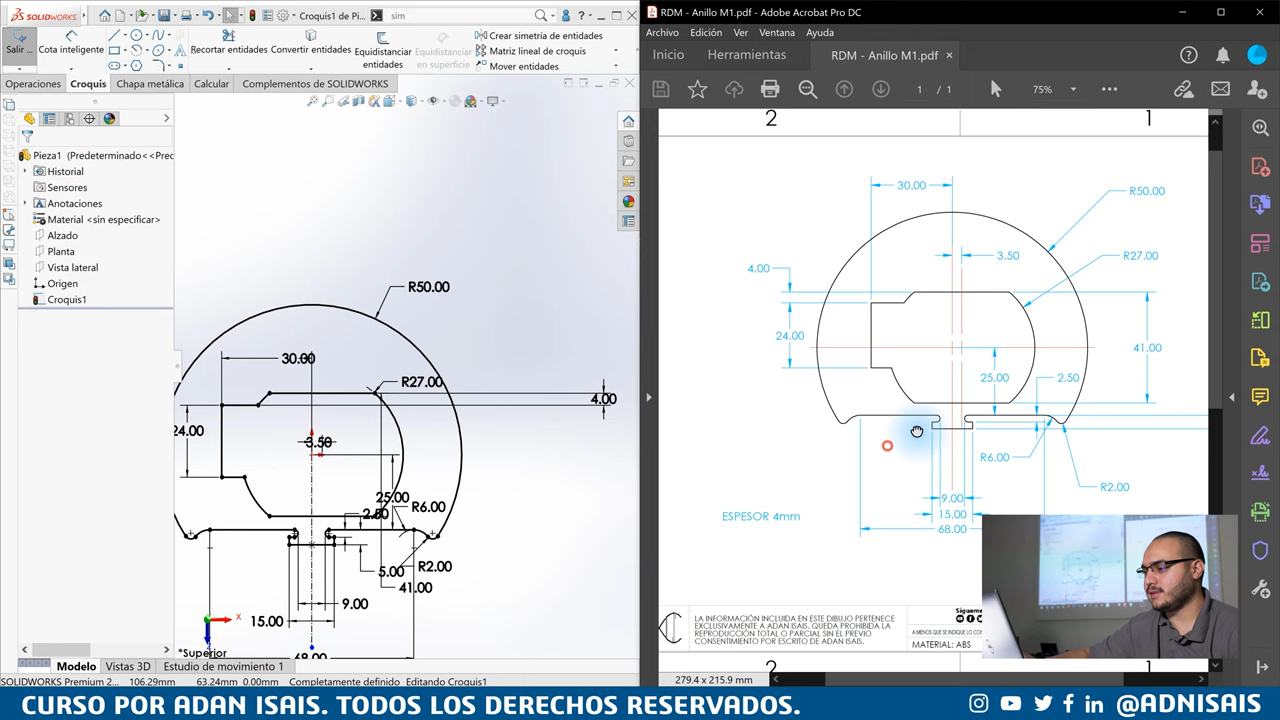 SOLIDWORKS
Croquis1 de Pi...
sim
Salir ...
Cota inteligente
Recortar entidades
Convertir entidades
Equidistanciar entidades
Equidistanciar en superficie
Crear simetría de entidades
Matriz lineal de croquis
Mover entidades
Operaciones
Croquis
Chapa metálica
Calcular
Complementos de SOLIDWORKS
Pieza1 (Predeterminado<<Prec
Historial
Sensores
Anotaciones
Material <sin especificar>
Alzado
Planta
Vista lateral
Origen
Croquis1
R50.00
30.00
R27.00
4.00
24.00
3.50
25.00
2.50
R6.00
R2.00
5.00
41.00
9.00
15.00
68.00
X
*Superior
Modelo
Vistas 3D
Estudio de movimiento 1
SOLIDWORKS Premium 2...
106.29mm
63.24mm
0.00mm
Completamente definido
Editando Croquis1
RDM - Anillo M1.pdf - Adobe Acrobat Pro DC
Archivo
Edición
Ver
Ventana
Ayuda
Inicio
Herramientas
RDM - Anillo M1.pdf
1 / 1
75%
2
1
30.00
R50.00
3.50
R27.00
4.00
24.00
41.00
25.00
2.50
R6.00
R2.00
9.00
15.00
68.00
ESPESOR 4mm
LA INFORMACIÓN INCLUIDA EN ESTE DIBUJO PERTENECE
EXCLUSIVAMENTE A ADAN ISAIS. QUEDA PROHIBIDA LA
REPRODUCCIÓN TOTAL O PARCIAL SIN EL PREVIO
CONSENTIMIENTO POR ESCRITO DE ADAN ISAIS.
Sígueme
A MENOS QUE SE INDIQUE LO CO
MATERIAL: ABS
2
1
279.4 x 215.9 mm
CURSO POR ADAN ISAIS. TODOS LOS DERECHOS RESERVADOS.
@ADNISAIS